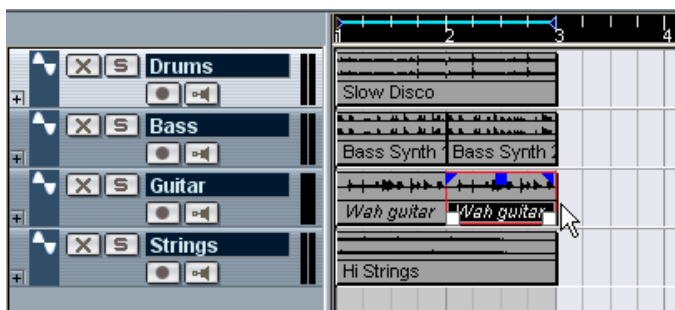 1 2 3 4
X S Drums
Slow Disco
X S Bass
Bass Synth 1 Bass Synth
X S Guitar
Wah guitar Wah guitar
X S Strings
Hi Strings